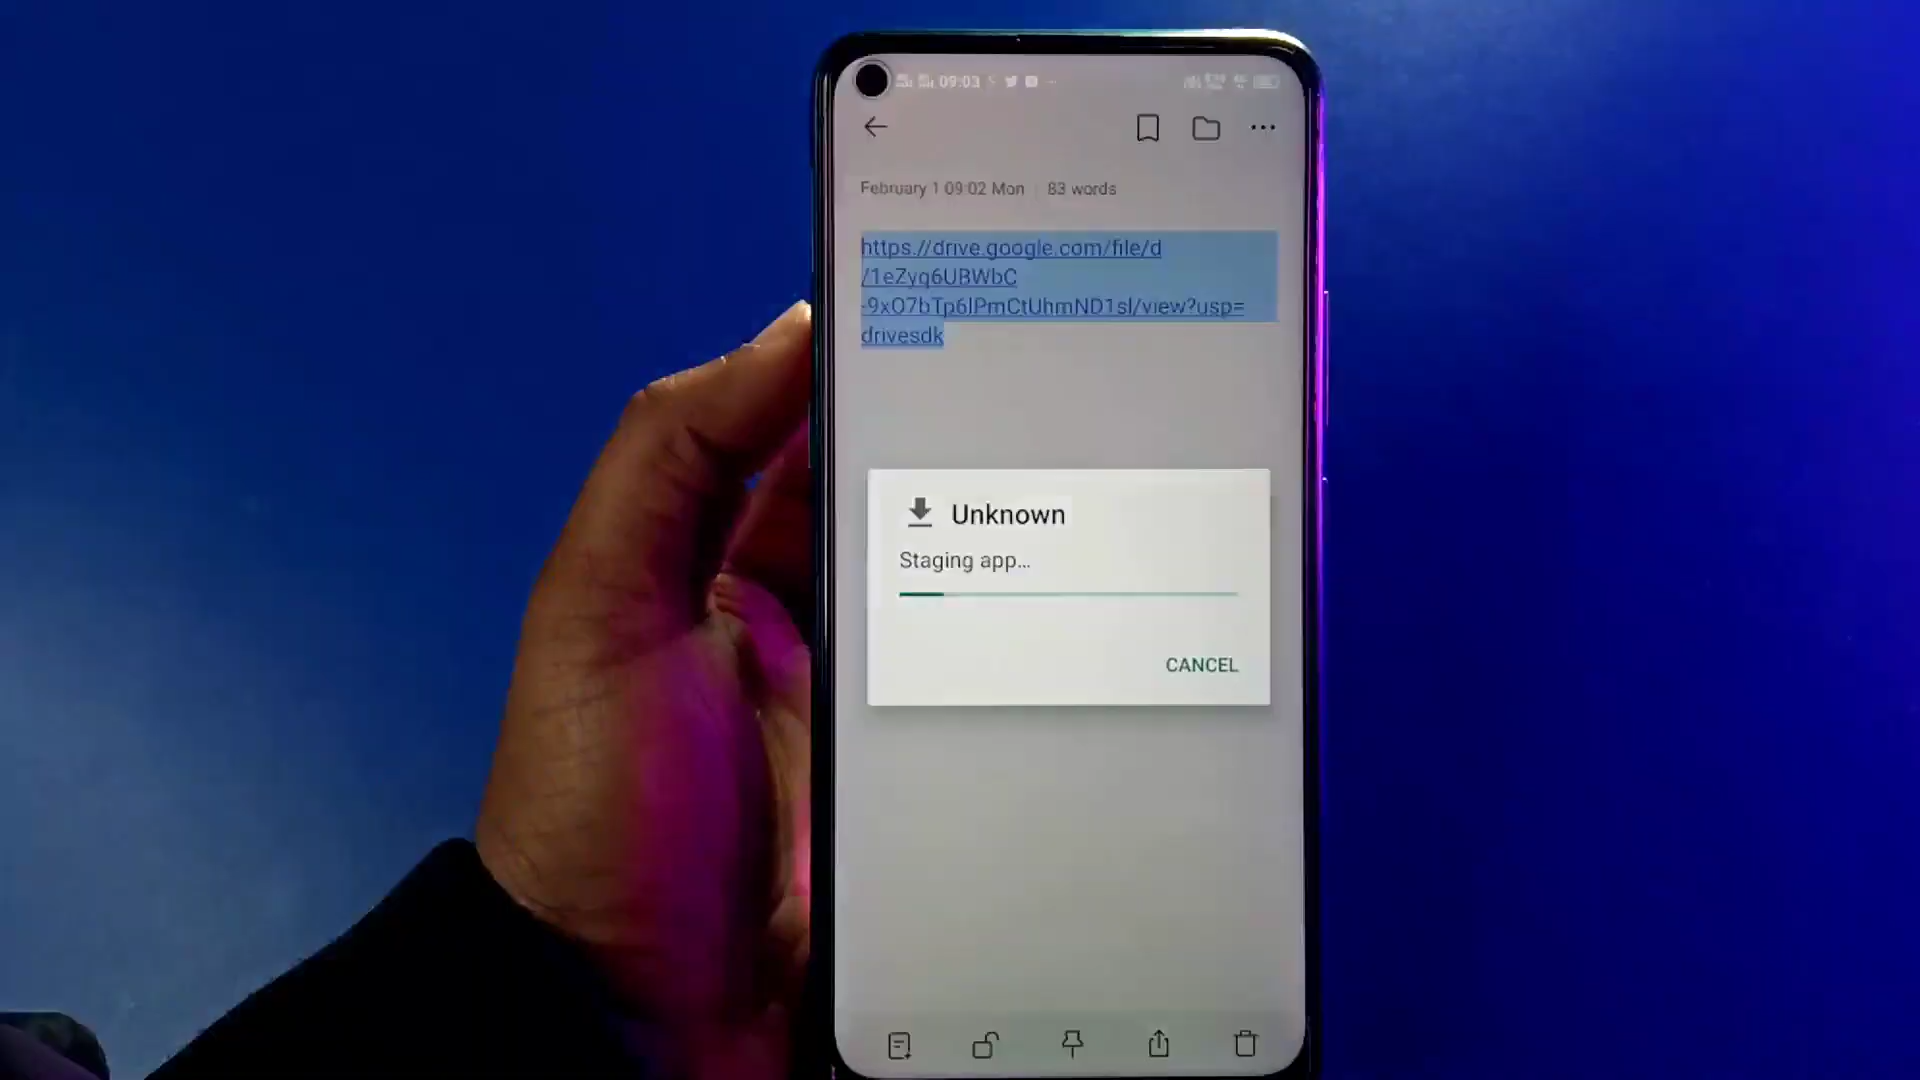 09:03
February 1 09:02 Mon | 83 words
https://drive.google.com/file/d
/1eZyq6UBWbC
-9xO7bTp6lPmCtUhmND1sl/view?usp=
drivesdk
Unknown
Staging app...
CANCEL